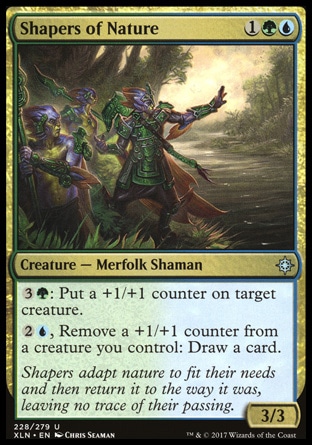 Shapers of Nature 1
Creature — Merfolk Shaman
3 : Put a +1/+1 counter on target
creature.
2 , Remove a +1/+1 counter from
a creature you control: Draw a card.
Shapers adapt nature to fit their needs
and then return it to the way it was,
leaving no trace of their passing.
3/3
228/279 U
XLN • EN Chris Seaman
™ & © 2017 Wizards of the Coast